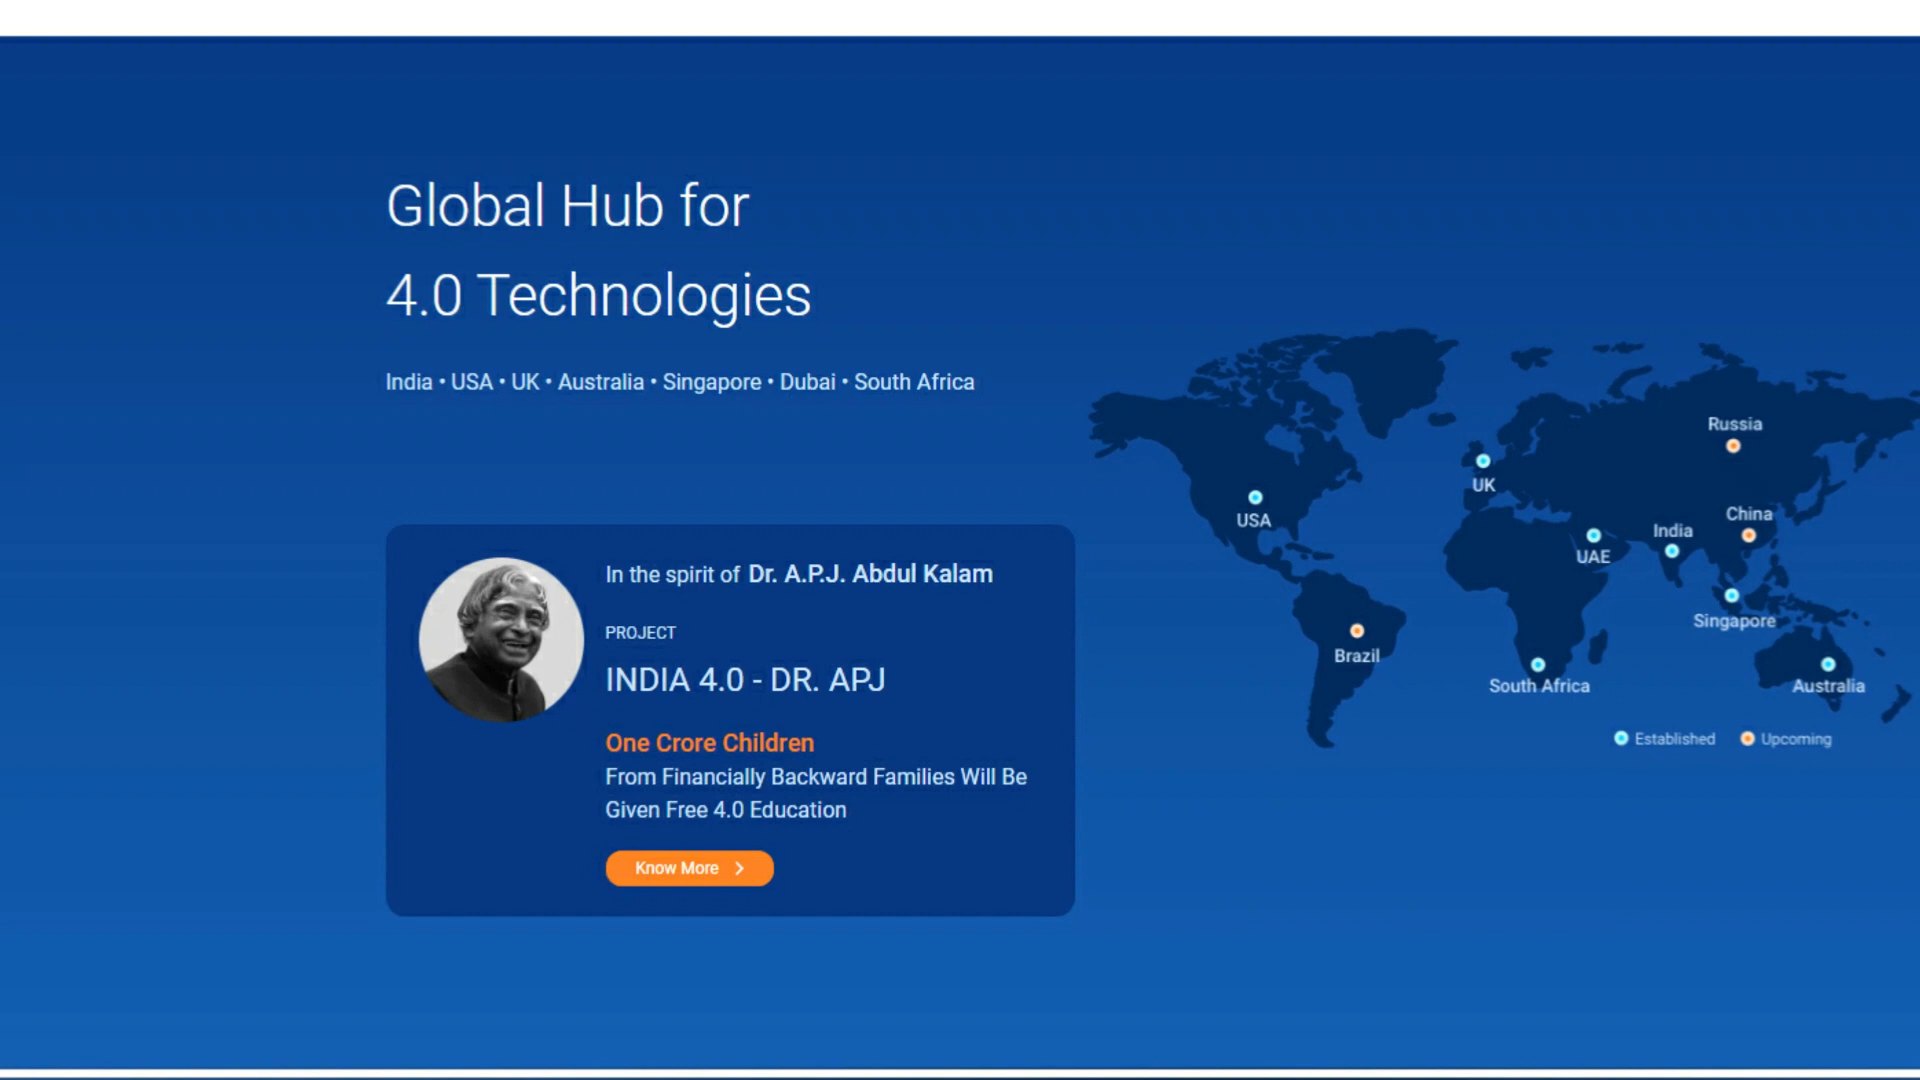 Global Hub for
4.0 Technologies
India • USA • UK • Australia • Singapore • Dubai • South Africa
In the spirit of Dr. A.P.J. Abdul Kalam
PROJECT
INDIA 4.0 - DR. APJ
One Crore Children
From Financially Backward Families Will Be
Given Free 4.0 Education
Know More
Russia
UK
USA
China
India
UAE
Singapore
Brazil
South Africa
Australia
Established
Upcoming